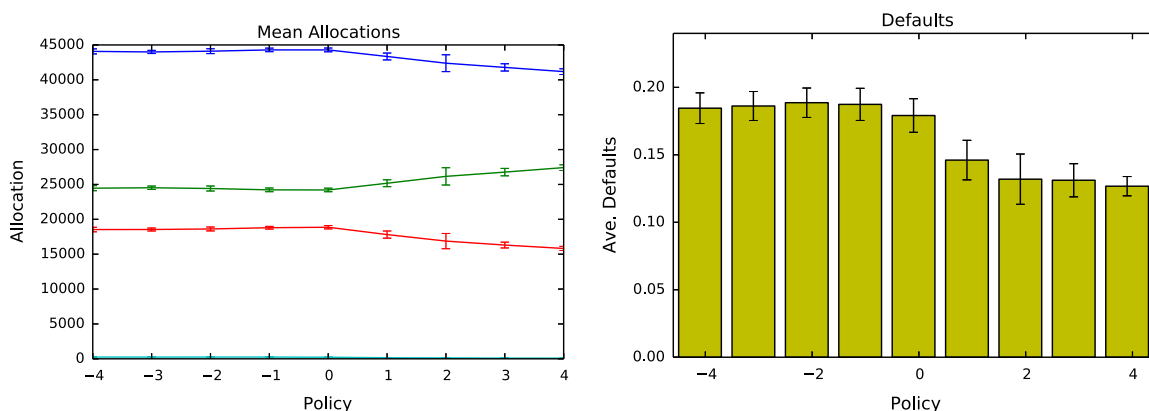 Mean Allocations
Allocation
45000
40000
35000
30000
25000
20000
15000
10000
5000
0
−4 −3 −2 −1 0 1 2 3 4
Policy
Defaults
Ave. Defaults
0.20
0.15
0.10
0.05
0.00
−4 −2 0 2 4
Policy